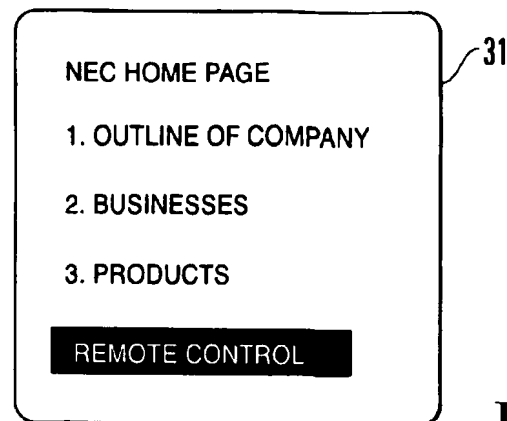 NEC HOME PAGE
31
1. OUTLINE OF COMPANY
2. BUSINESSES
3. PRODUCTS
REMOTE CONTROL